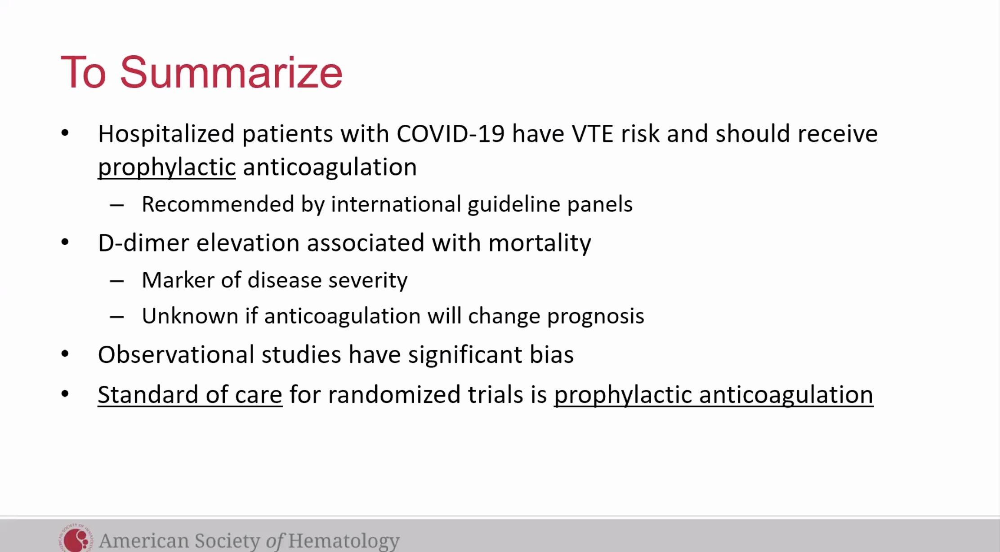 To Summarize
• Hospitalized patients with COVID-19 have VTE risk and should receive
prophylactic anticoagulation
– Recommended by international guideline panels
• D-dimer elevation associated with mortality
– Marker of disease severity
– Unknown if anticoagulation will change prognosis
• Observational studies have significant bias
• Standard of care for randomized trials is prophylactic anticoagulation
American Society of Hematology